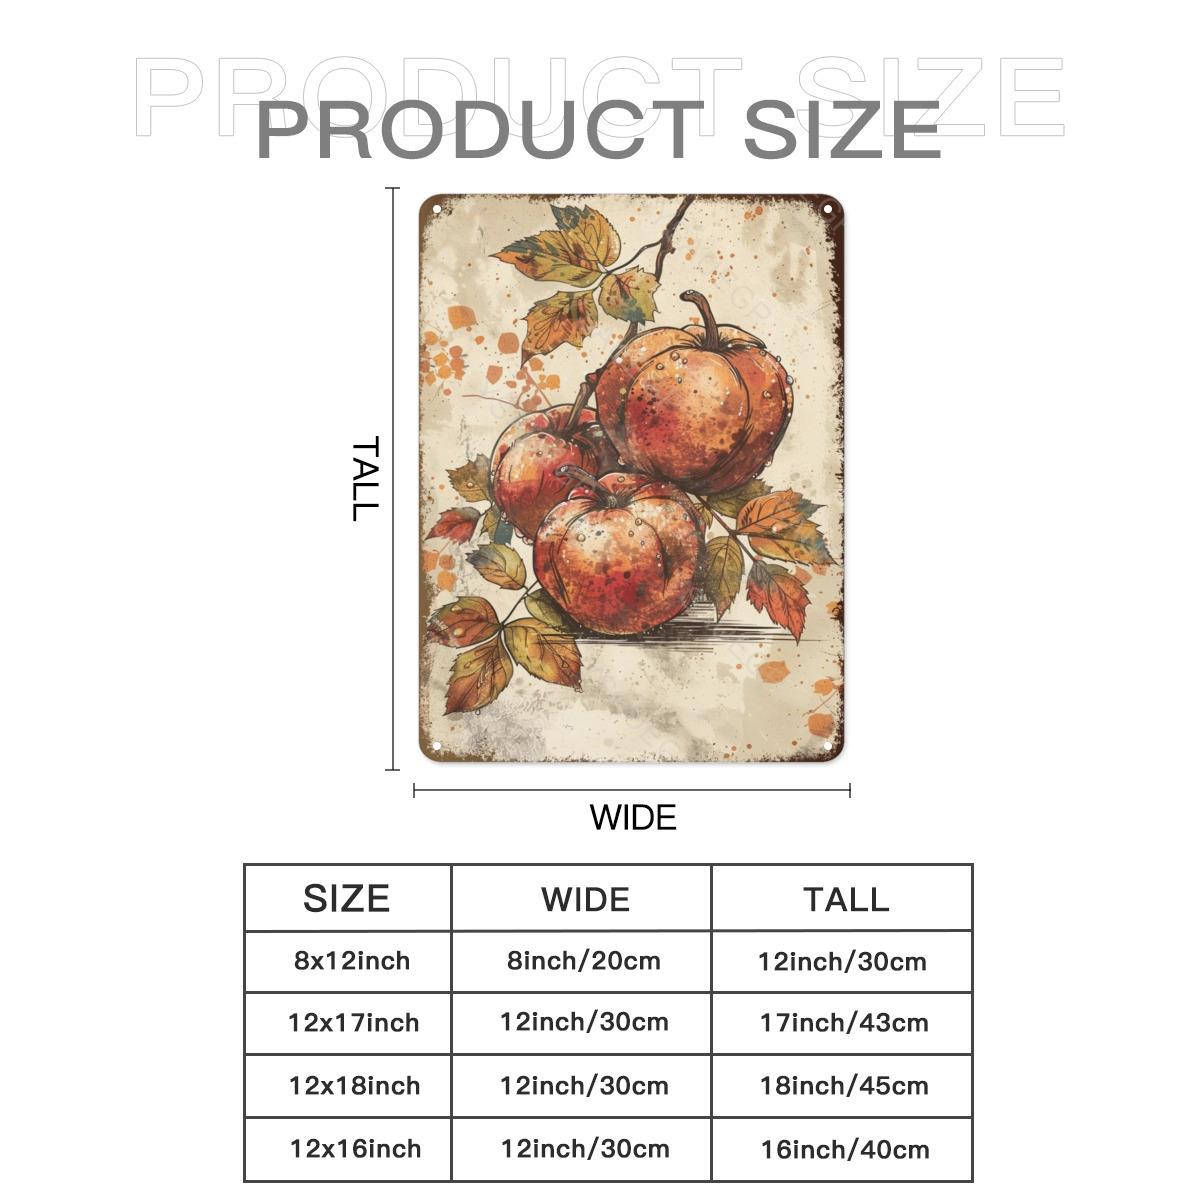 PRODUCT SIZE
PRODUCT SIZE
TALL
WIDE
SIZE WIDE TALL
8x12inch 8inch/20cm 12inch/30cm
12x17inch 12inch/30cm 17inch/43cm
12x18inch 12inch/30cm 18inch/45cm
12x16inch 12inch/30cm 16inch/40cm